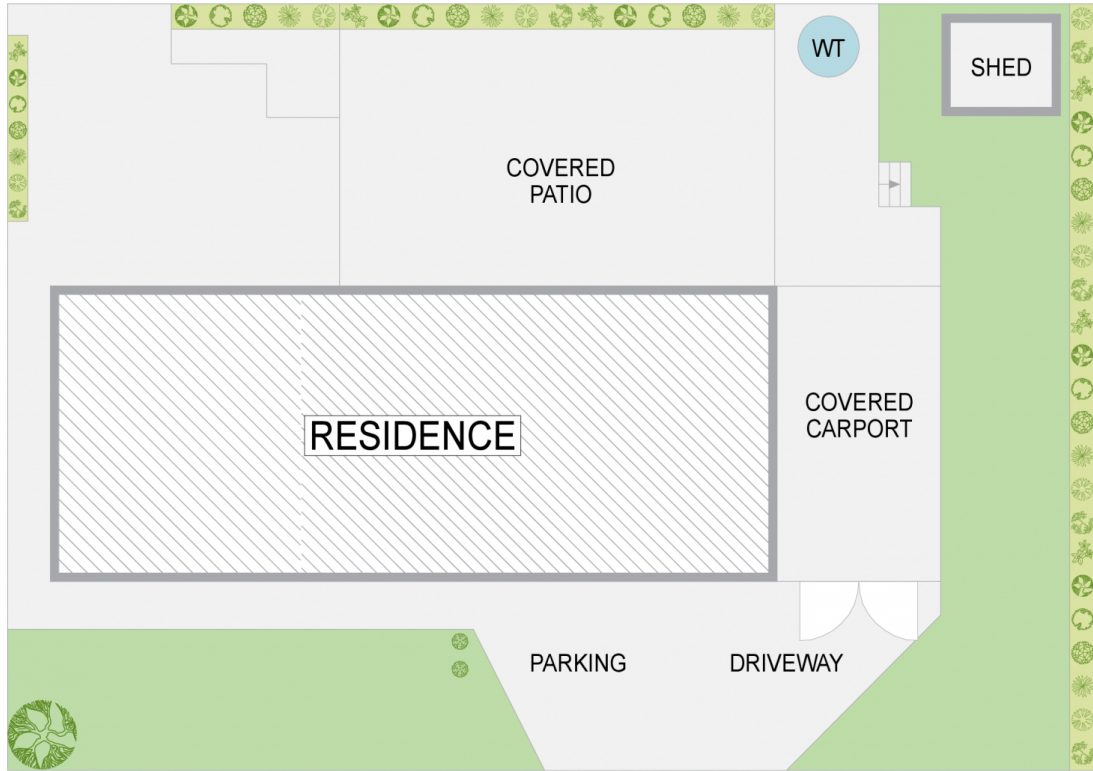 WT
SHED
COVERED
PATIO
COVERED
CARPORT
RESIDENCE
PARKING
DRIVEWAY